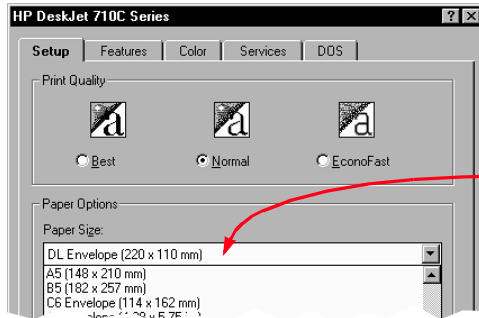 HP DeskJet 710C Series
Setup Features Color Services DOS
Print Quality
Best Normal EconoFast
Paper Options
Paper Size:
DL Envelope (220 x 110 mm)
A5 (148 x 210 mm)
B5 (182 x 257 mm)
C6 Envelope (114 x 162 mm)